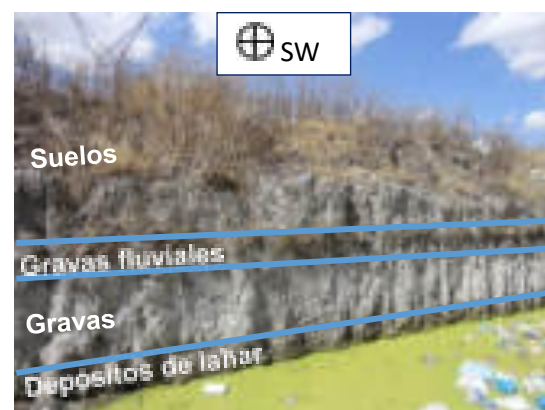 SW
Suelos
Gravas fluviales
Gravas
Depósitos de lahar